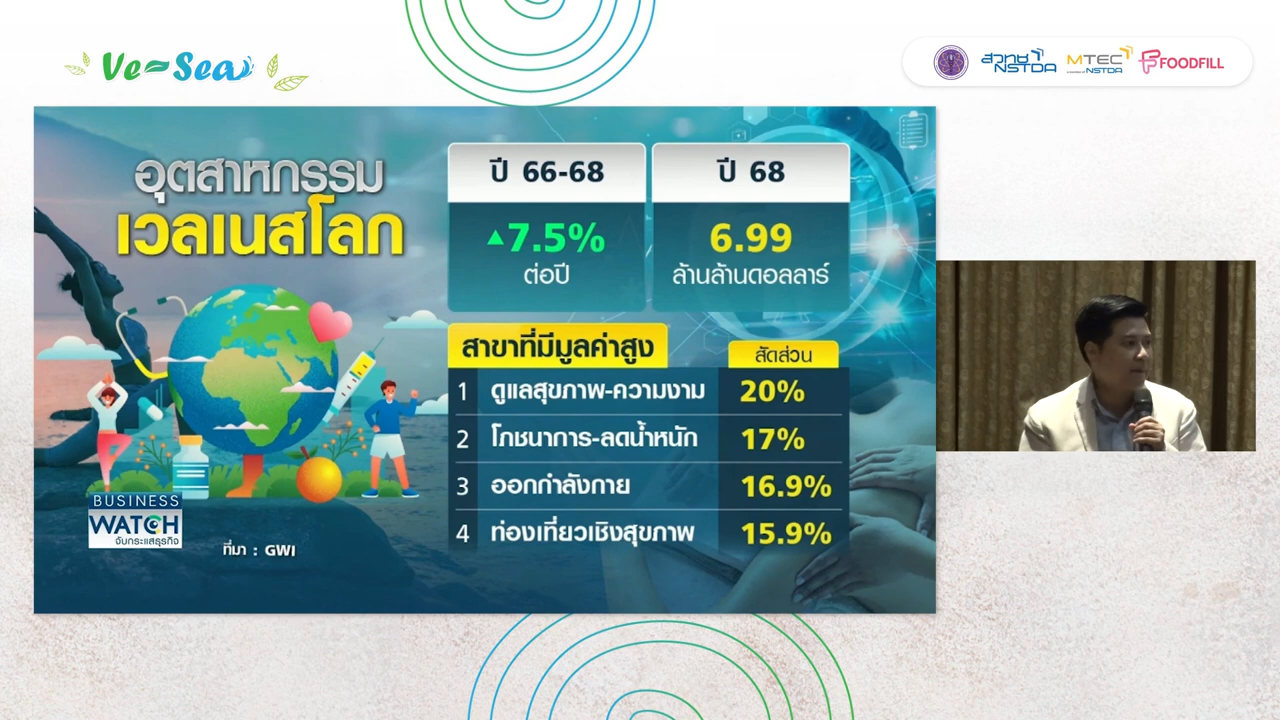 Ve-Sea
สวทช
NSTDA
MTEC
NSTDA
FOODFILL
อุตสาหกรรม
เวลเนสโลก
ปี 66-68
▲7.5%
ต่อปี
ปี 68
6.99
ล้านล้านดอลลาร์
สาขาที่มีมูลค่าสูง
สัดส่วน
1 ดูแลสุขภาพ-ความงาม 20%
2 โภชนาการ-ลดน้ำหนัก 17%
3 ออกกำลังกาย 16.9%
4 ท่องเที่ยวเชิงสุขภาพ 15.9%
BUSINESS
WATCH
จับกระแสธุรกิจ
ที่มา : GWI